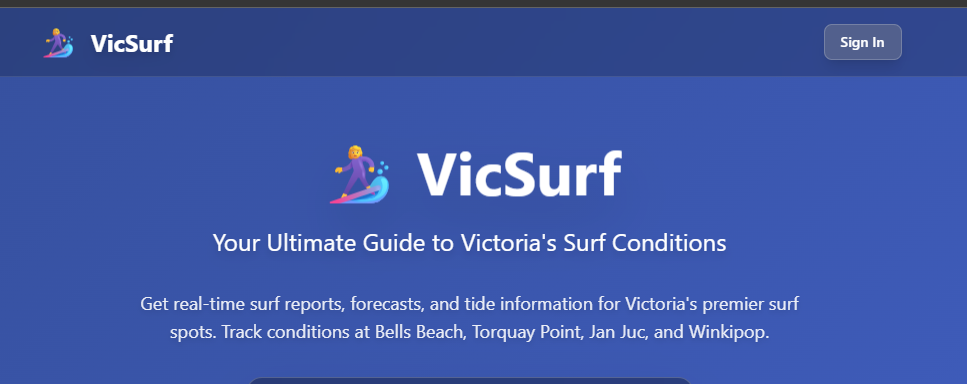 VicSurf
Sign In
VicSurf
Your Ultimate Guide to Victoria's Surf Conditions
Get real-time surf reports, forecasts, and tide information for Victoria's premier surf
spots. Track conditions at Bells Beach, Torquay Point, Jan Juc, and Winkipop.